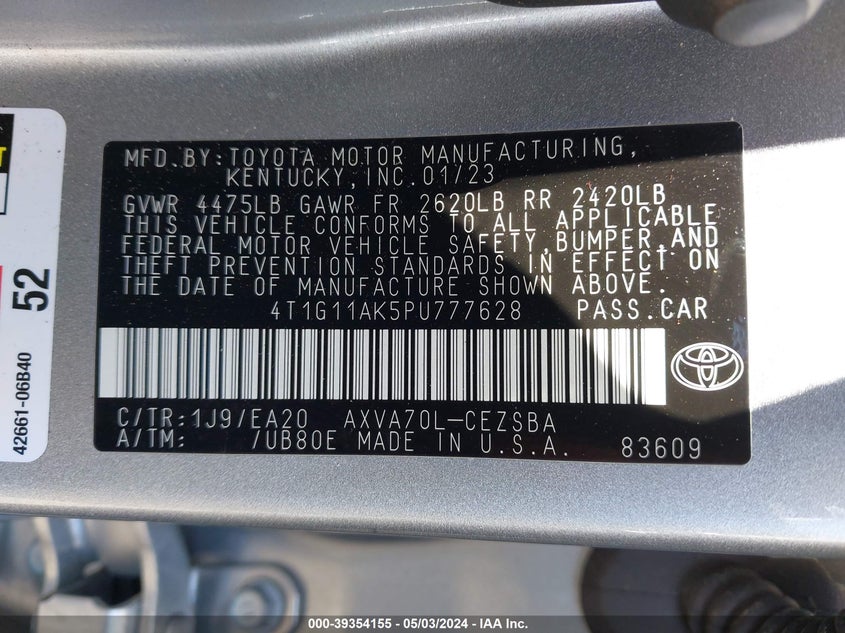 MFD. BY: TOYOTA MOTOR MANUFACTURING,
KENTUCKY, INC. 01/23
GVWR 4475LB GAWR FR 2620LB RR 2420LB
THIS VEHICLE CONFORMS TO ALL APPLICABLE
FEDERAL MOTOR VEHICLE SAFETY, BUMPER, AND
THEFT PREVENTION STANDARDS IN EFFECT ON
THE DATE OF MANUFACTURE SHOWN ABOVE.
4T1G11AK5PU777628 PASS. CAR
C/TR: 1J9/EA20 AXVA70L-CEZSBA
A/TM: /UB80E MADE IN U.S.A. 83609
52
42661-06B40
000-39354155 - 05/03/2024 - IAA Inc.